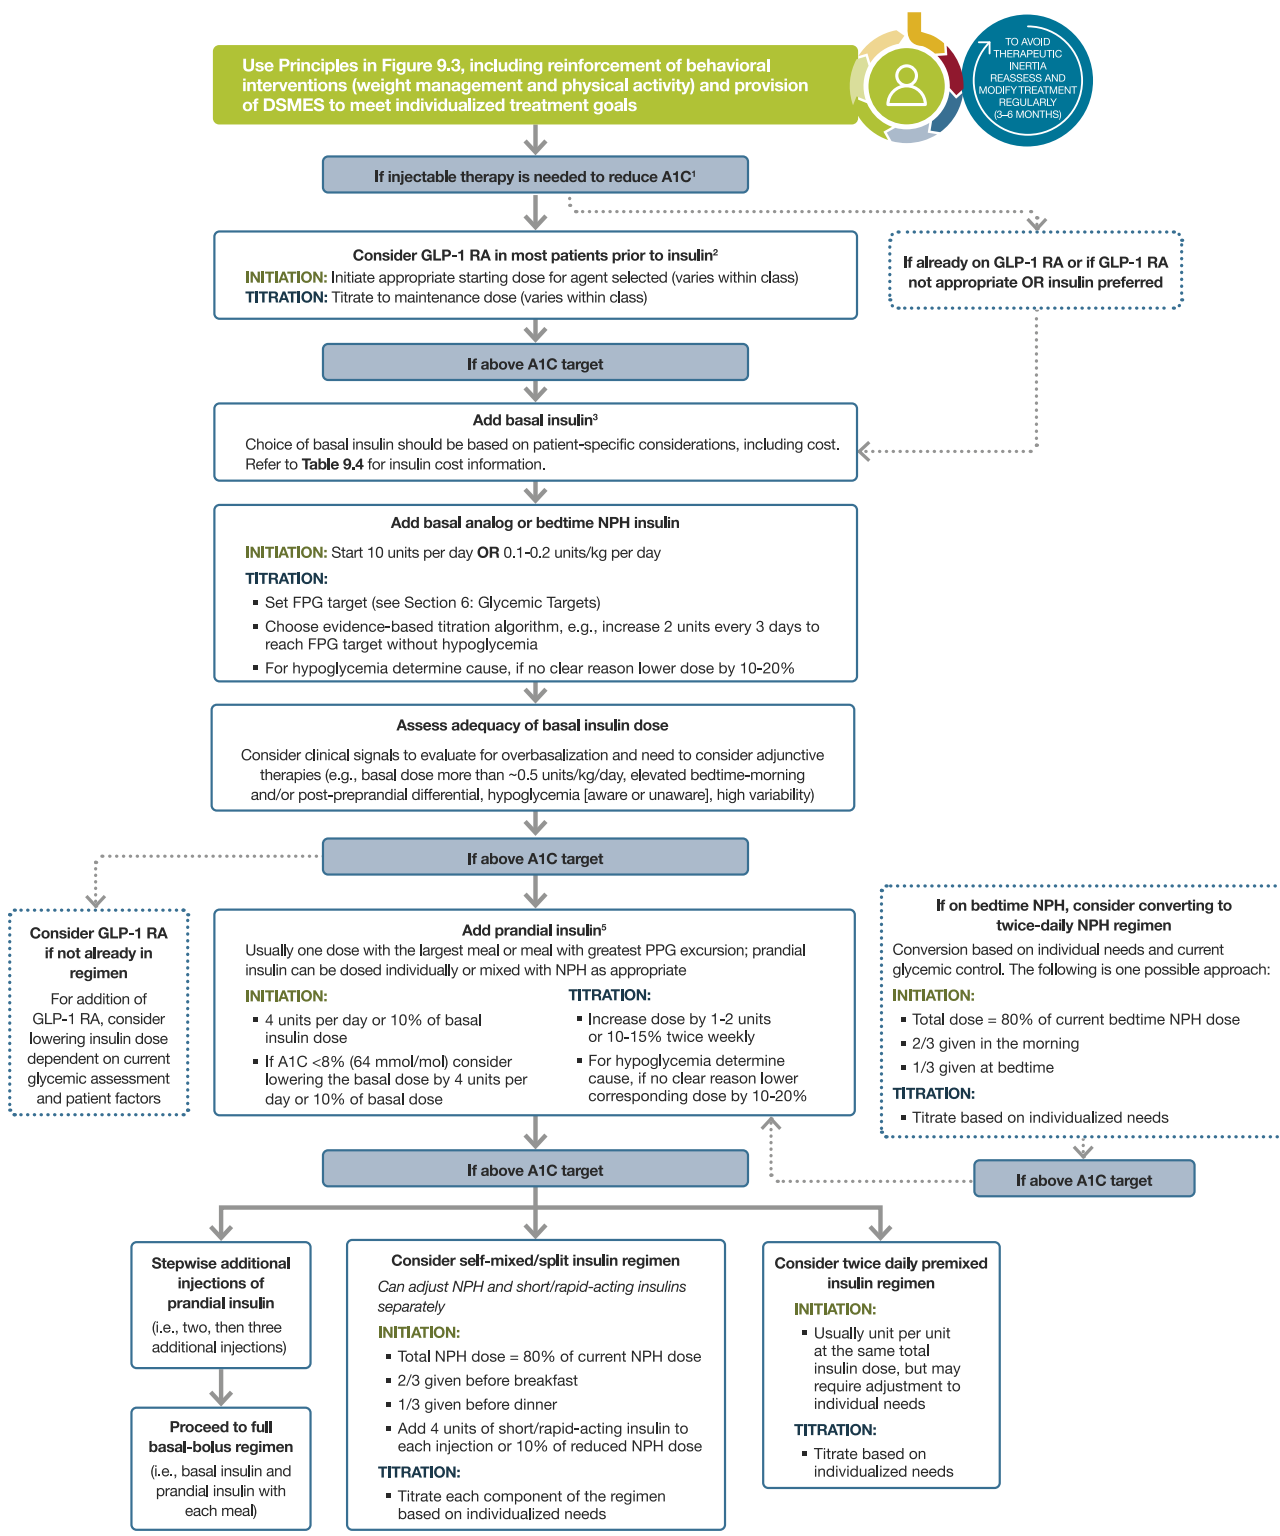 Use Principles in Figure 9.3, including reinforcement of behavioral
interventions (weight management and physical activity) and provision
of DSMES to meet individualized treatment goals
TO AVOID
THERAPEUTIC
INERTIA
REASSESS AND
MODIFY TREATMENT
REGULARLY
(3–6 MONTHS)
If injectable therapy is needed to reduce A1C¹
Consider GLP-1 RA in most patients prior to insulin²
INITIATION: Initiate appropriate starting dose for agent selected (varies within class)
TITRATION: Titrate to maintenance dose (varies within class)
If already on GLP-1 RA or if GLP-1 RA
not appropriate OR insulin preferred
If above A1C target
Add basal insulin³
Choice of basal insulin should be based on patient-specific considerations, including cost.
Refer to Table 9.4 for insulin cost information.
Add basal analog or bedtime NPH insulin
INITIATION: Start 10 units per day OR 0.1-0.2 units/kg per day
TITRATION:
▪ Set FPG target (see Section 6: Glycemic Targets)
▪ Choose evidence-based titration algorithm, e.g., increase 2 units every 3 days to
reach FPG target without hypoglycemia
▪ For hypoglycemia determine cause, if no clear reason lower dose by 10-20%
Assess adequacy of basal insulin dose
Consider clinical signals to evaluate for overbasalization and need to consider adjunctive
therapies (e.g., basal dose more than ~0.5 units/kg/day, elevated bedtime-morning
and/or post-preprandial differential, hypoglycemia [aware or unaware], high variability)
If above A1C target
Consider GLP-1 RA
if not already in
regimen
For addition of
GLP-1 RA, consider
lowering insulin dose
dependent on current
glycemic assessment
and patient factors
Add prandial insulin⁵
Usually one dose with the largest meal or meal with greatest PPG excursion; prandial
insulin can be dosed individually or mixed with NPH as appropriate
INITIATION:
▪ 4 units per day or 10% of basal
insulin dose
▪ If A1C <8% (64 mmol/mol) consider
lowering the basal dose by 4 units per
day or 10% of basal dose
TITRATION:
▪ Increase dose by 1-2 units
or 10-15% twice weekly
▪ For hypoglycemia determine
cause, if no clear reason lower
corresponding dose by 10-20%
If on bedtime NPH, consider converting to
twice-daily NPH regimen
Conversion based on individual needs and current
glycemic control. The following is one possible approach:
INITIATION:
▪ Total dose = 80% of current bedtime NPH dose
▪ 2/3 given in the morning
▪ 1/3 given at bedtime
TITRATION:
▪ Titrate based on individualized needs
If above A1C target
If above A1C target
Stepwise additional
injections of
prandial insulin
(i.e., two, then three
additional injections)
Proceed to full
basal-bolus regimen
(i.e., basal insulin and
prandial insulin with
each meal)
Consider self-mixed/split insulin regimen
Can adjust NPH and short/rapid-acting insulins
separately
INITIATION:
▪ Total NPH dose = 80% of current NPH dose
▪ 2/3 given before breakfast
▪ 1/3 given before dinner
▪ Add 4 units of short/rapid-acting insulin to
each injection or 10% of reduced NPH dose
TITRATION:
▪ Titrate each component of the regimen
based on individualized needs
Consider twice daily premixed
insulin regimen
INITIATION:
▪ Usually unit per unit
at the same total
insulin dose, but may
require adjustment to
individual needs
TITRATION:
▪ Titrate based on
individualized needs